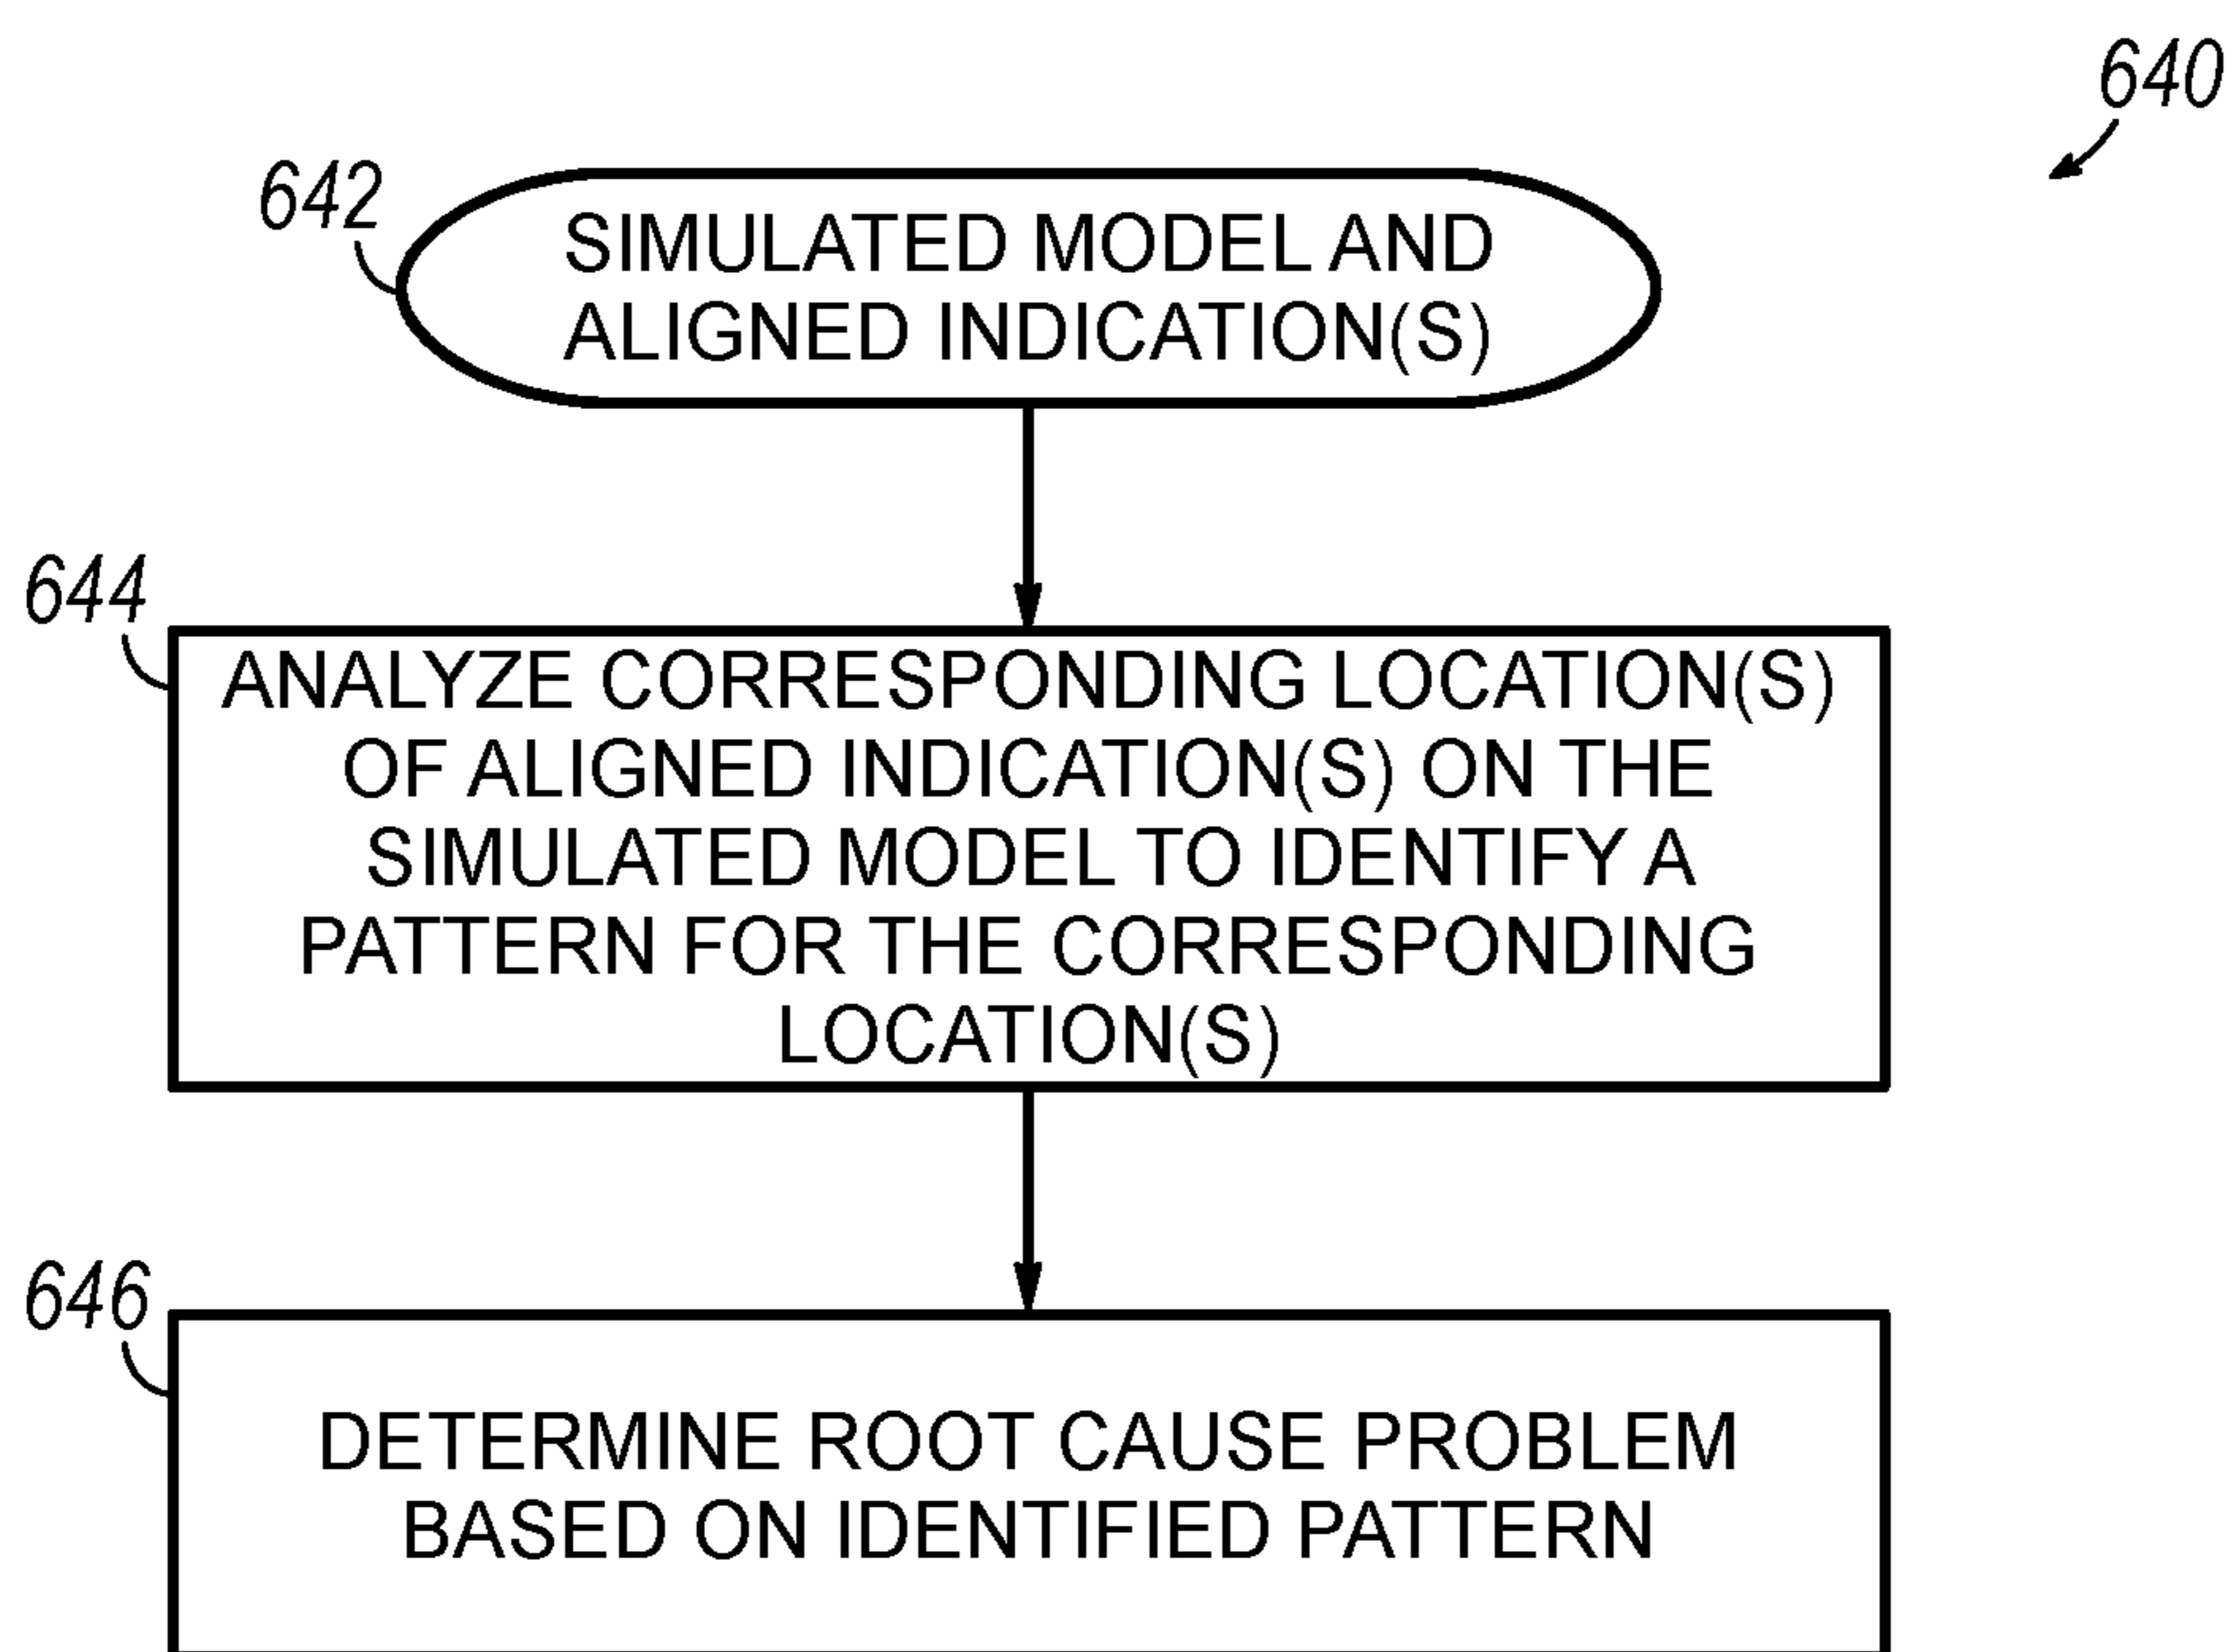 640
642
SIMULATED MODEL AND
ALIGNED INDICATION(S)
644
ANALYZE CORRESPONDING LOCATION(S)
OF ALIGNED INDICATION(S) ON THE
SIMULATED MODEL TO IDENTIFY A
PATTERN FOR THE CORRESPONDING
LOCATION(S)
646
DETERMINE ROOT CAUSE PROBLEM
BASED ON IDENTIFIED PATTERN